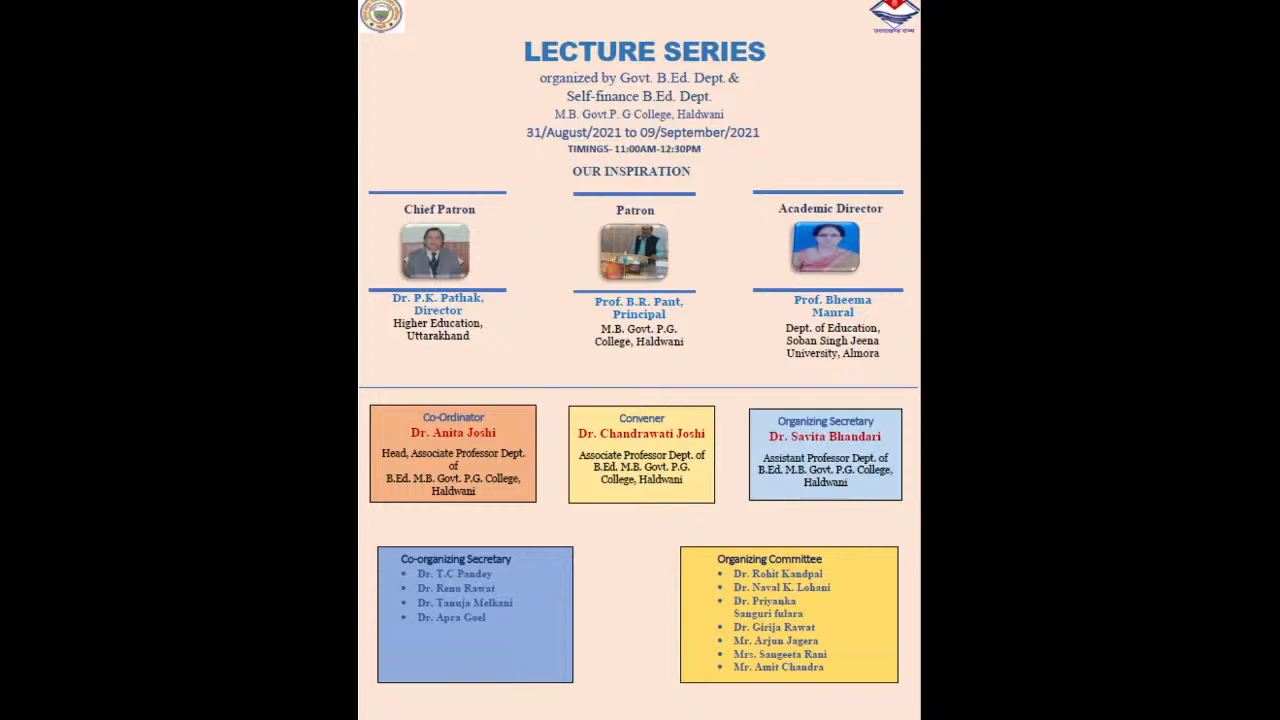 उत्तराखण्ड राज्य
LECTURE SERIES
organized by Govt. B.Ed. Dept. &
Self-finance B.Ed. Dept.
M.B. Govt.P. G College, Haldwani
31/August/2021 to 09/September/2021
TIMINGS- 11:00AM-12:30PM
OUR INSPIRATION
Chief Patron
Dr. P.K. Pathak,
Director
Higher Education,
Uttarakhand
Patron
Prof. B.R. Pant,
Principal
M.B. Govt. P.G.
College, Haldwani
Academic Director
Prof. Bheema
Manral
Dept. of Education,
Soban Singh Jeena
University, Almora
Co-Ordinator
Dr. Anita Joshi
Head, Associate Professor Dept.
of
B.Ed. M.B. Govt. P.G. College,
Haldwani
Convener
Dr. Chandrawati Joshi
Associate Professor Dept. of
B.Ed. M.B. Govt. P.G.
College, Haldwani
Organizing Secretary
Dr. Savita Bhandari
Assistant Professor Dept. of
B.Ed. M.B. Govt. P.G. College,
Haldwani
Co-organizing Secretary
• Dr. T.C Pandey
• Dr. Renu Rawat
• Dr. Tanuja Melkani
• Dr. Apra Goel
Organizing Committee
• Dr. Rohit Kandpal
• Dr. Naval K. Lohani
• Dr. Priyanka
Sanguri fulara
• Dr. Girija Rawat
• Mr. Arjun Jagera
• Mrs. Sangeeta Rani
• Mr. Amit Chandra